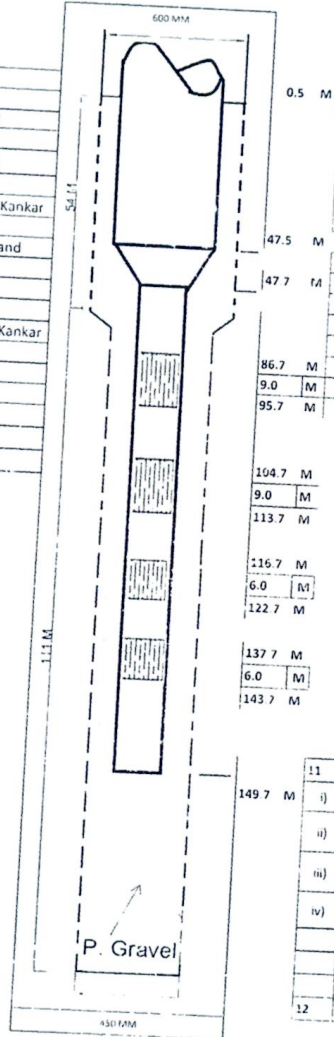 600 MM
0.5 M
Kankar
and
47.5 M
47.7 M
Kankar
86.7 M
9.0 M
95.7 M
104.7 M
9.0 M
113.7 M
116.7 M
6.0 M
122.7 M
137.7 M
6.0 M
143.7 M
149.7 M
11
i)
ii)
iii)
iv)
12
P. Gravel
450 MM